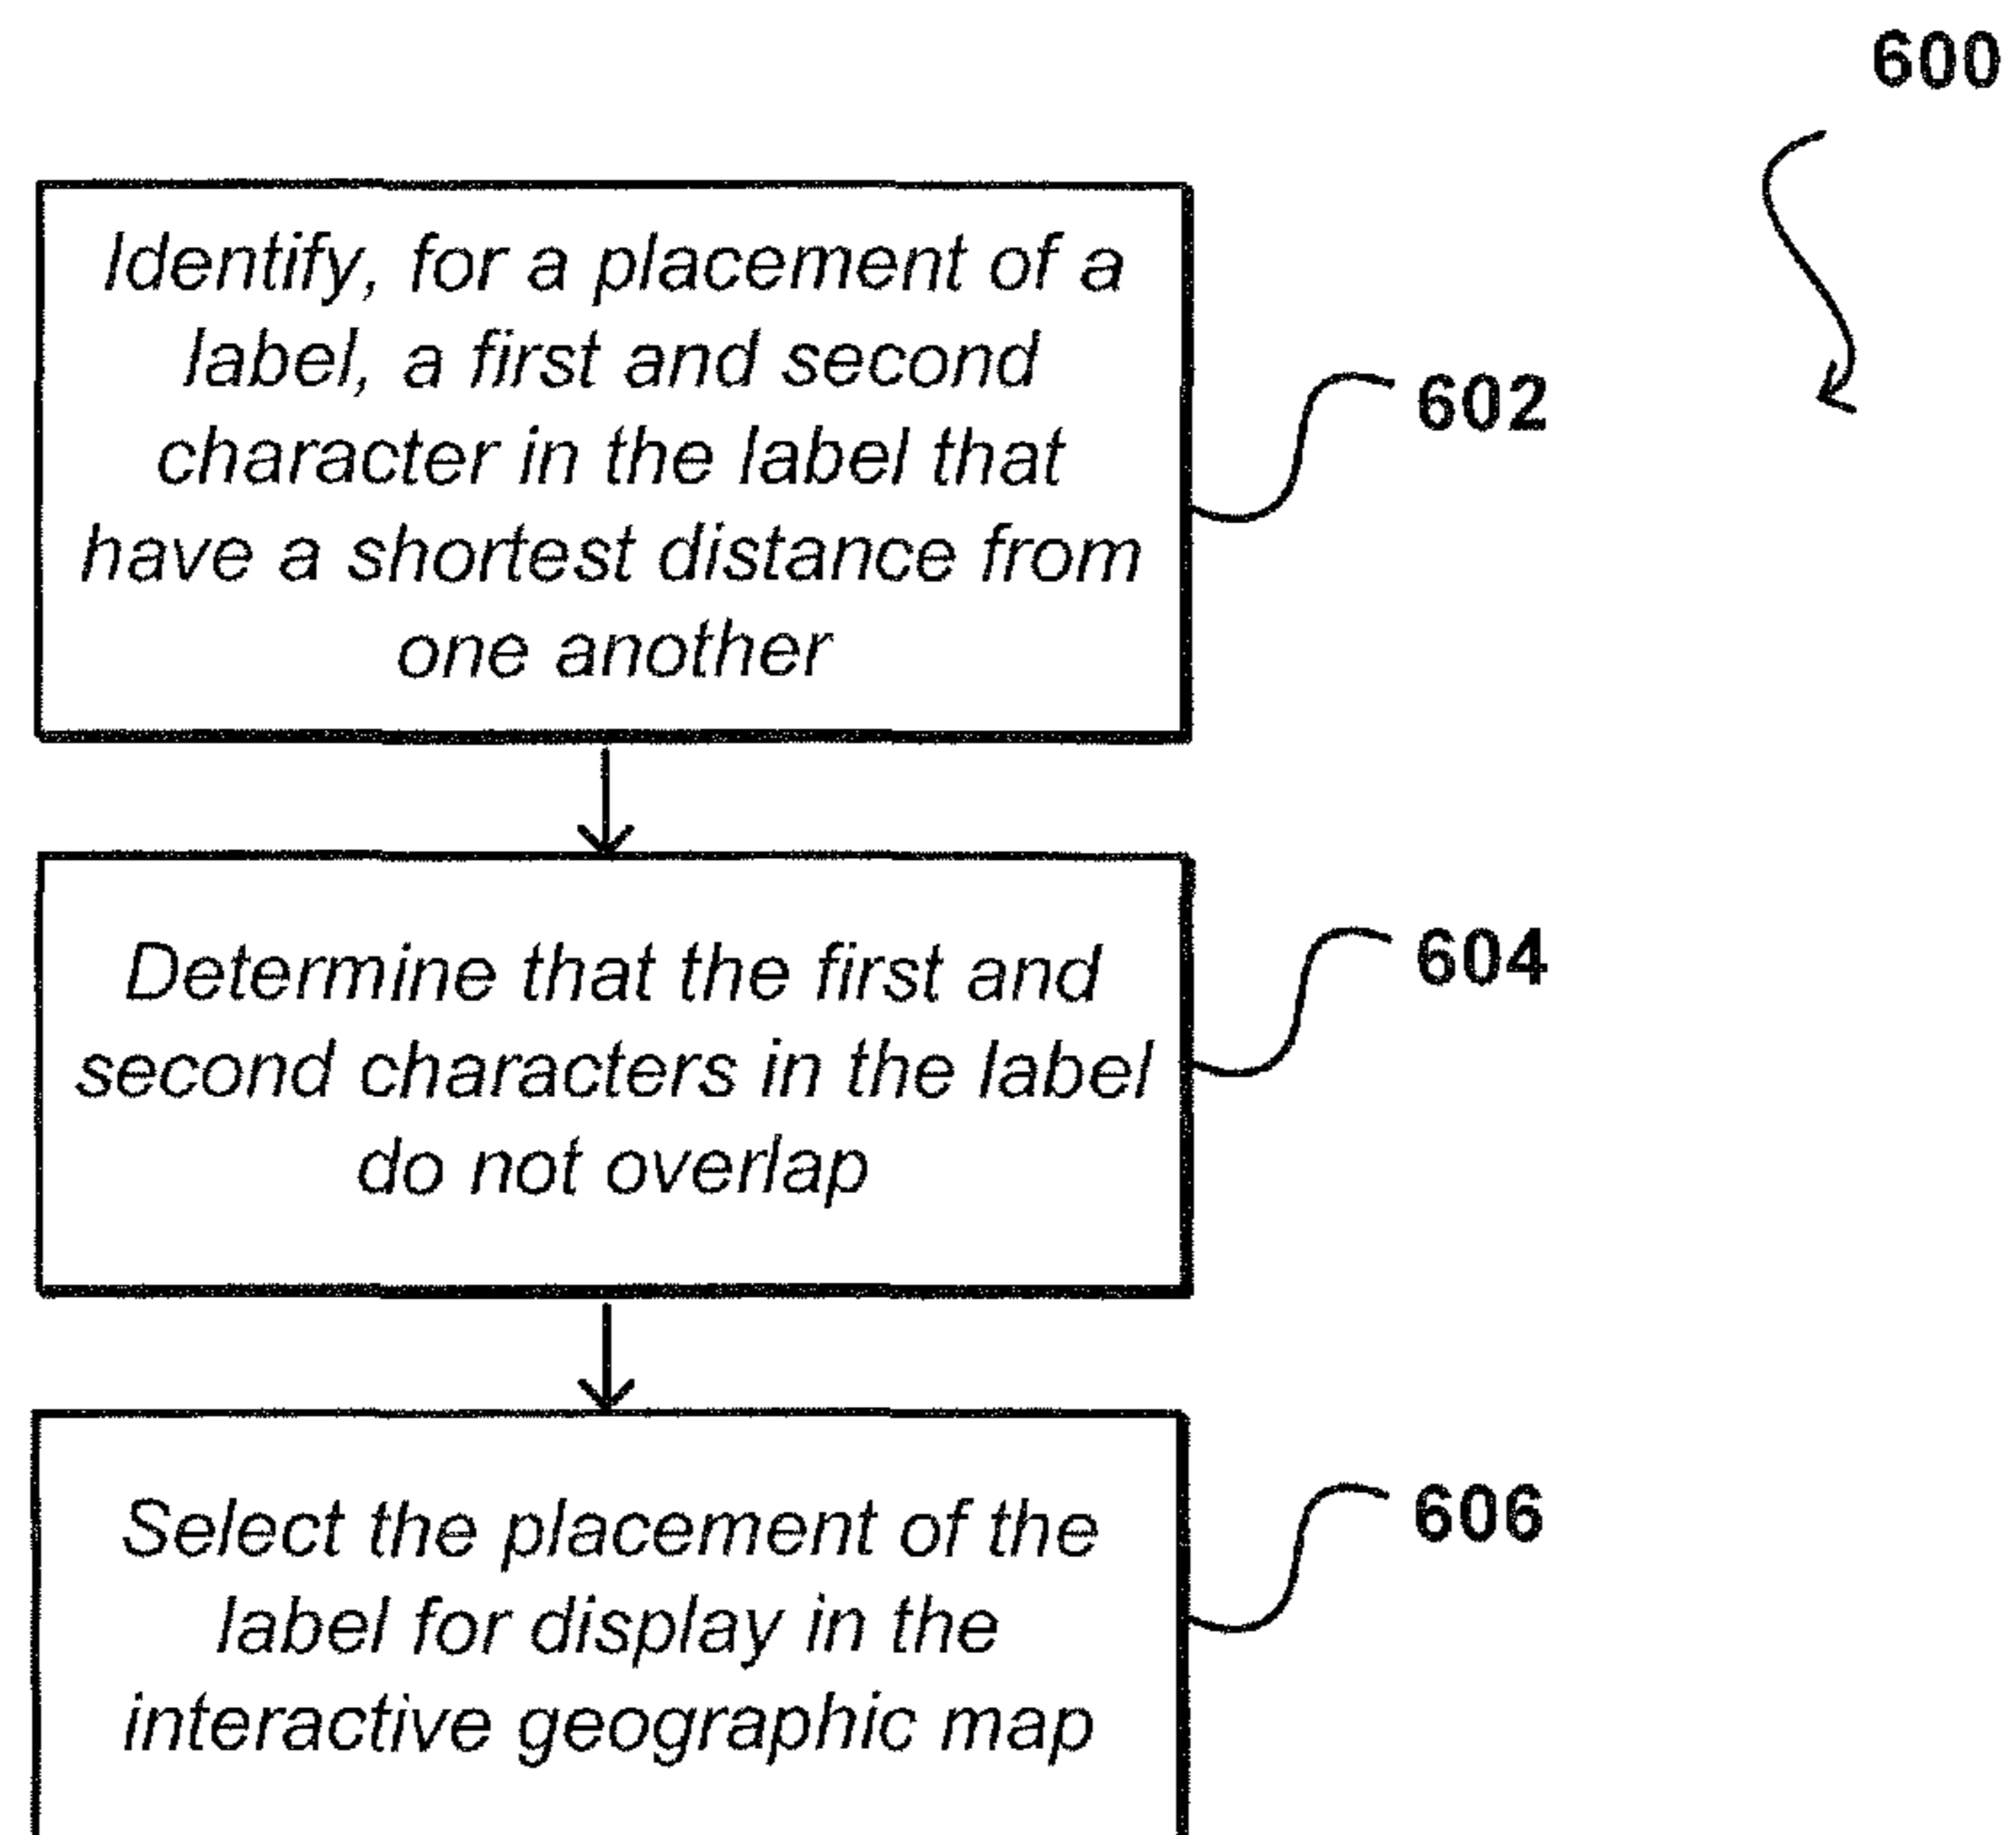 600
Identify, for a placement of a
label, a first and second
character in the label that
have a shortest distance from
one another
602
Determine that the first and
second characters in the label
do not overlap
604
Select the placement of the
label for display in the
interactive geographic map
606